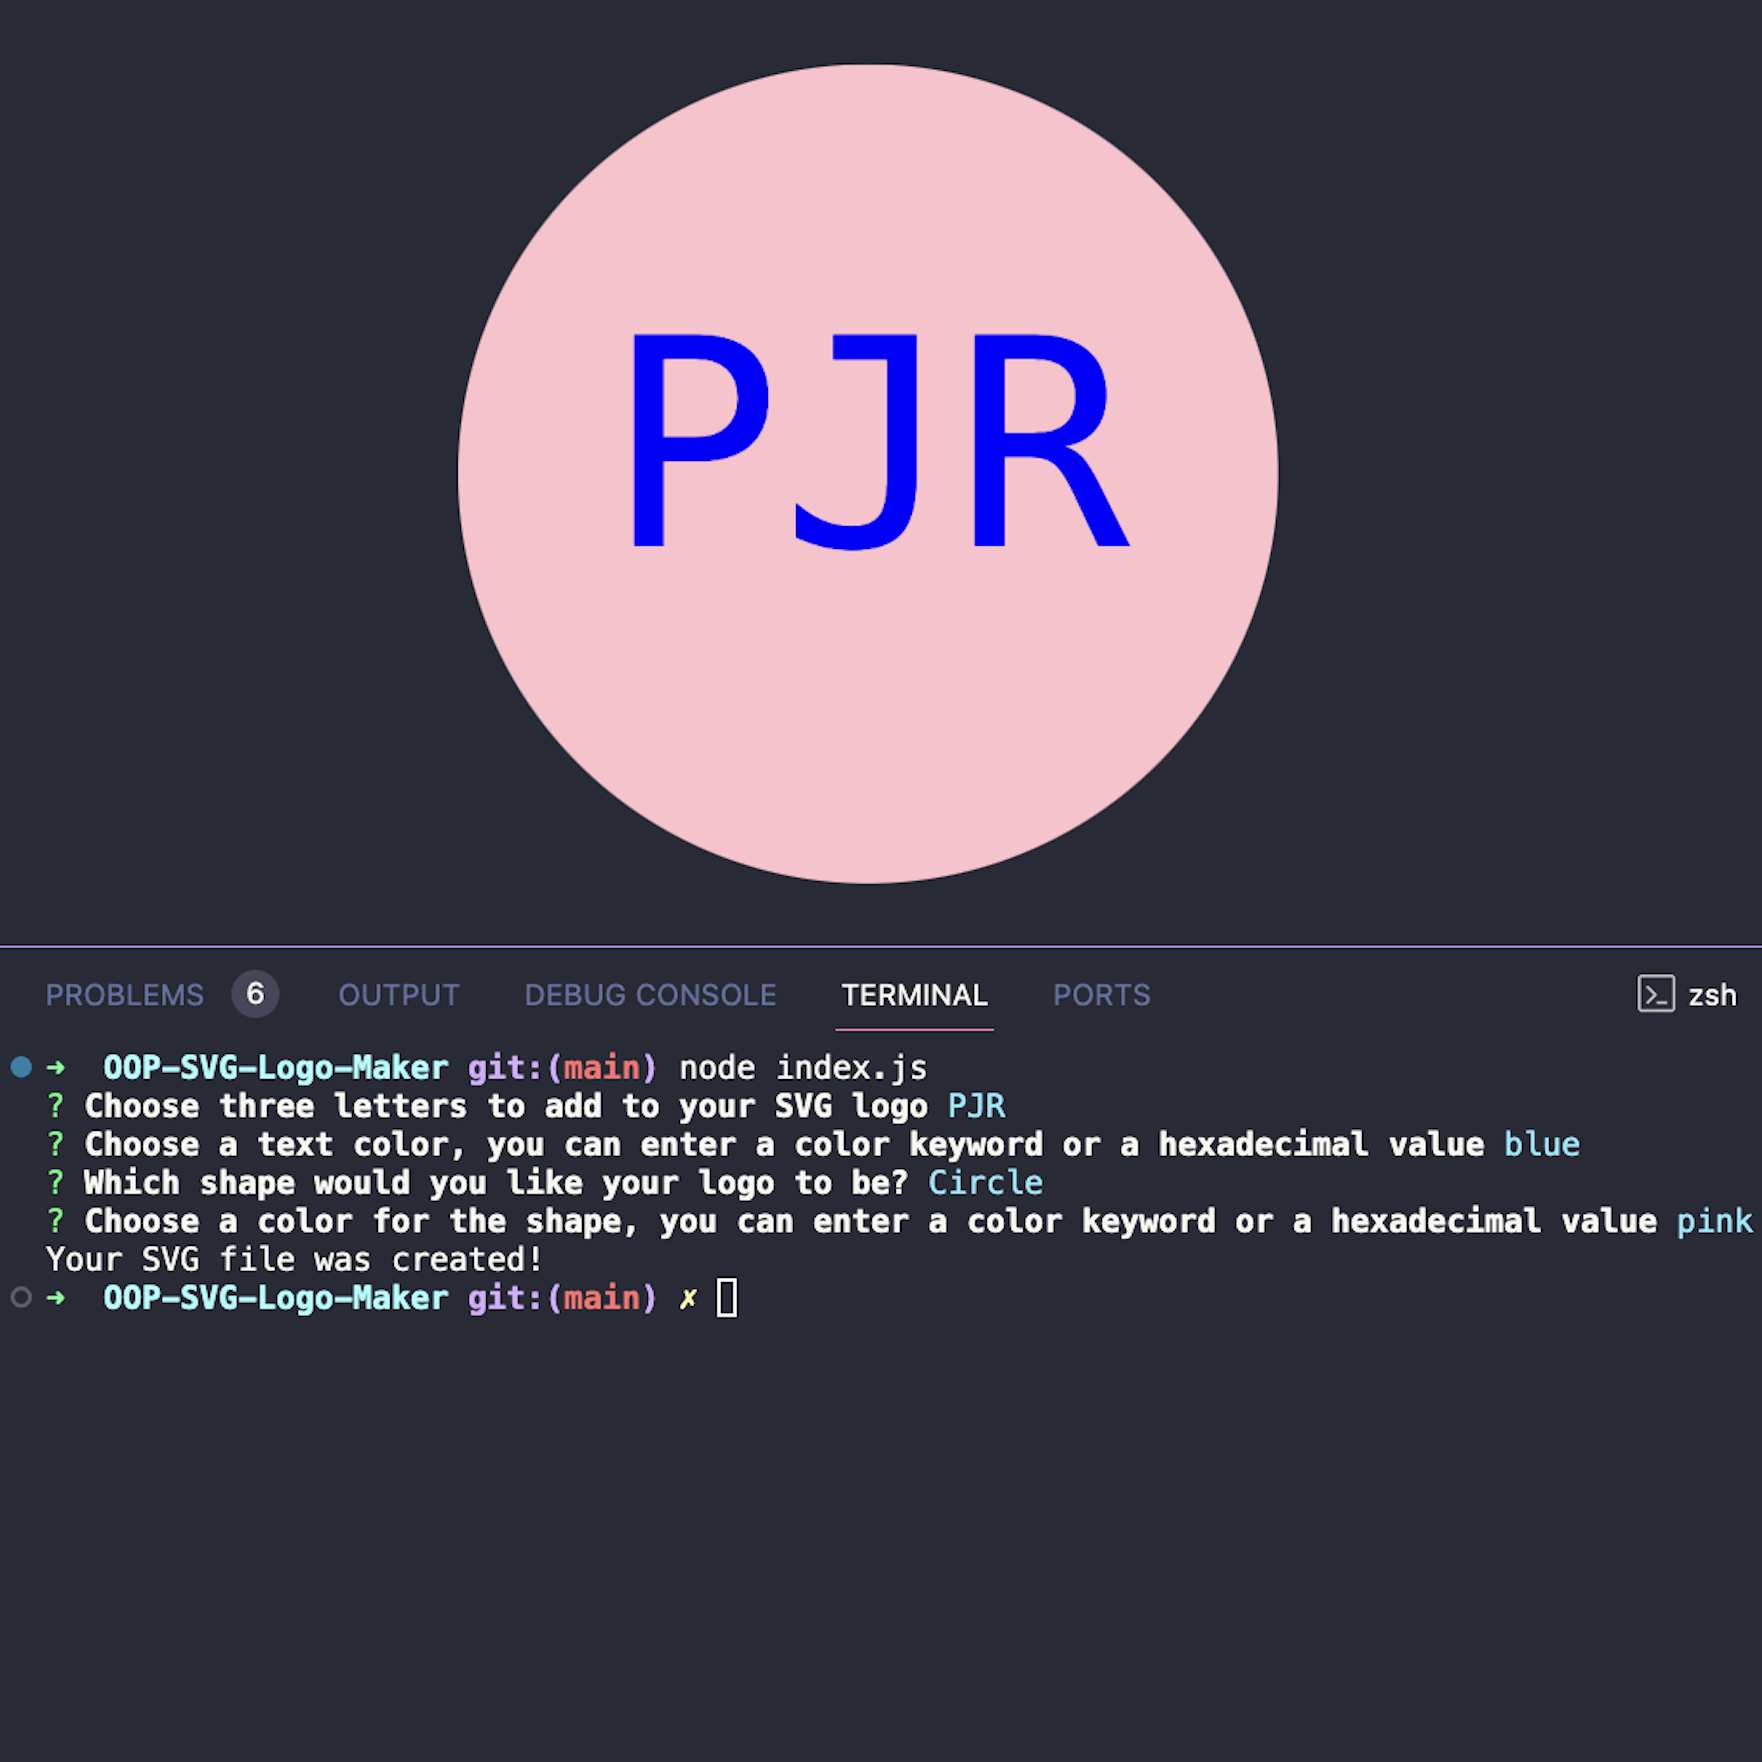 PJR
PROBLEMS 6 OUTPUT DEBUG CONSOLE TERMINAL PORTS zsh
➜ OOP-SVG-Logo-Maker git:(main) node index.js
? Choose three letters to add to your SVG logo PJR
? Choose a text color, you can enter a color keyword or a hexadecimal value blue
? Which shape would you like your logo to be? Circle
? Choose a color for the shape, you can enter a color keyword or a hexadecimal value pink
Your SVG file was created!
➜ OOP-SVG-Logo-Maker git:(main) ✗